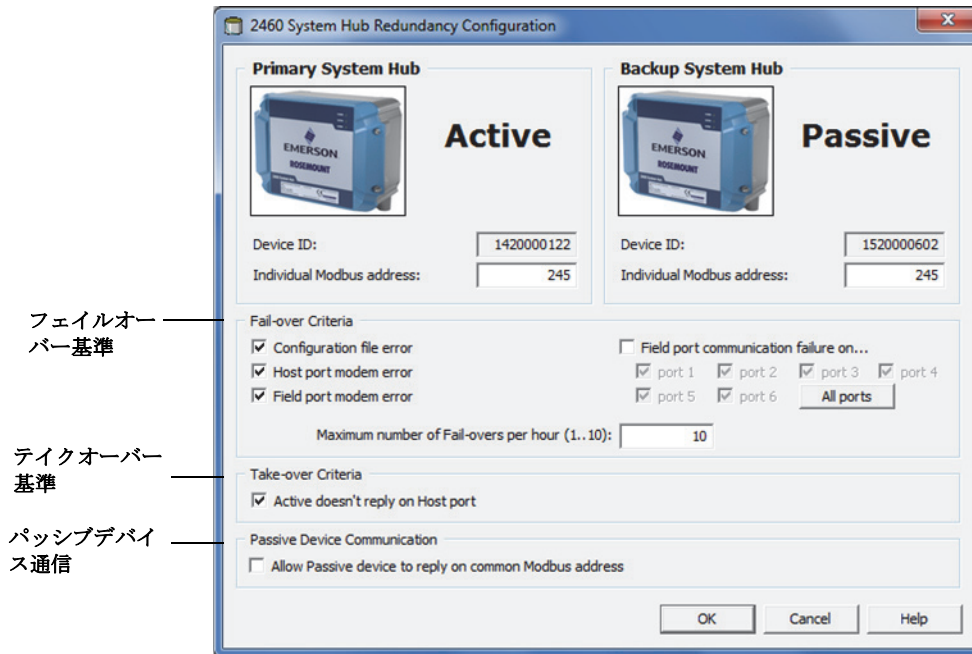 2460 System Hub Redundancy Configuration
Primary System Hub
EMERSON
ROSEMOUNT
Active
Device ID: 1420000122
Individual Modbus address: 245
Backup System Hub
EMERSON
ROSEMOUNT
Passive
Device ID: 1520000602
Individual Modbus address: 245
フェイルオー
バー基準
Fail-over Criteria
Configuration file error
Host port modem error
Field port modem error
Field port communication failure on...
port 1 port 2 port 3 port 4
port 5 port 6 All ports
Maximum number of Fail-overs per hour (1..10): 10
テイクオーバー
基準
Take-over Criteria
Active doesn't reply on Host port
パッシブデバイ
ス通信
Passive Device Communication
Allow Passive device to reply on common Modbus address
OK Cancel Help